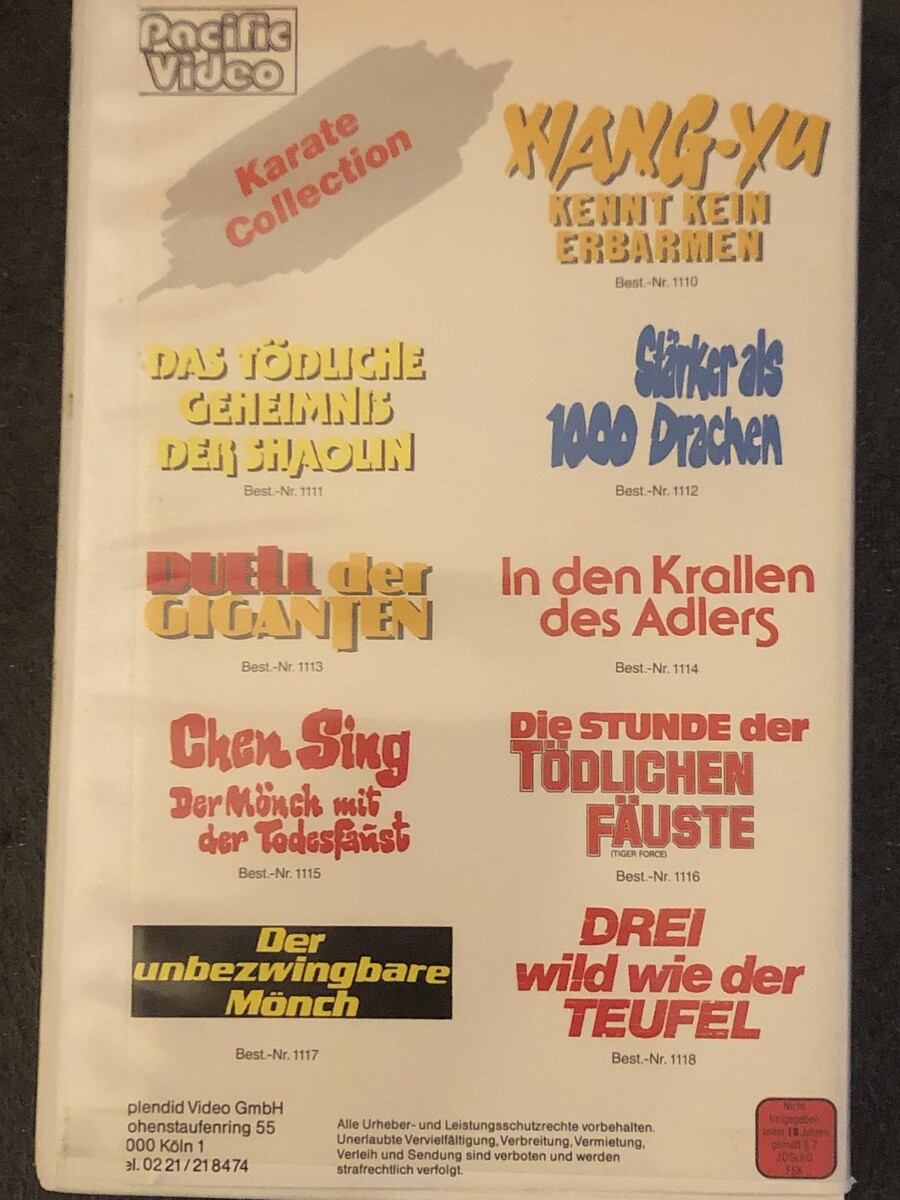 Pacific
Video
Karate
Collection
WANG-YU
KENNT KEIN
ERBARMEN
Best.-Nr. 1110
DAS TÖDLICHE
GEHEIMNIS
DER SHAOLIN
Best.-Nr. 1111
Stärker als
1000 Drachen
Best.-Nr. 1112
DUELL der
GIGANTEN
Best.-Nr. 1113
In den Krallen
des Adlers
Best.-Nr. 1114
Chen Sing
Der Mönch mit
der Todesfaust
Best.-Nr. 1115
Die STUNDE der
TÖDLICHEN
FÄUSTE
(TIGER FORCE)
Best.-Nr. 1116
Der
unbezwingbare
Mönch
Best.-Nr. 1117
DREI
wild wie der
TEUFEL
Best.-Nr. 1118
plendid Video GmbH
ohenstaufenring 55
000 Köln 1
el. 02 21 / 21 84 74
Alle Urheber- und Leistungsschutzrechte vorbehalten.
Unerlaubte Vervielfältigung, Verbreitung, Vermietung,
Verleih und Sendung sind verboten und werden
strafrechtlich verfolgt.
Nicht
freigegeben
unter 18 Jahren
gemäß § 7
JÖSchG
FSK